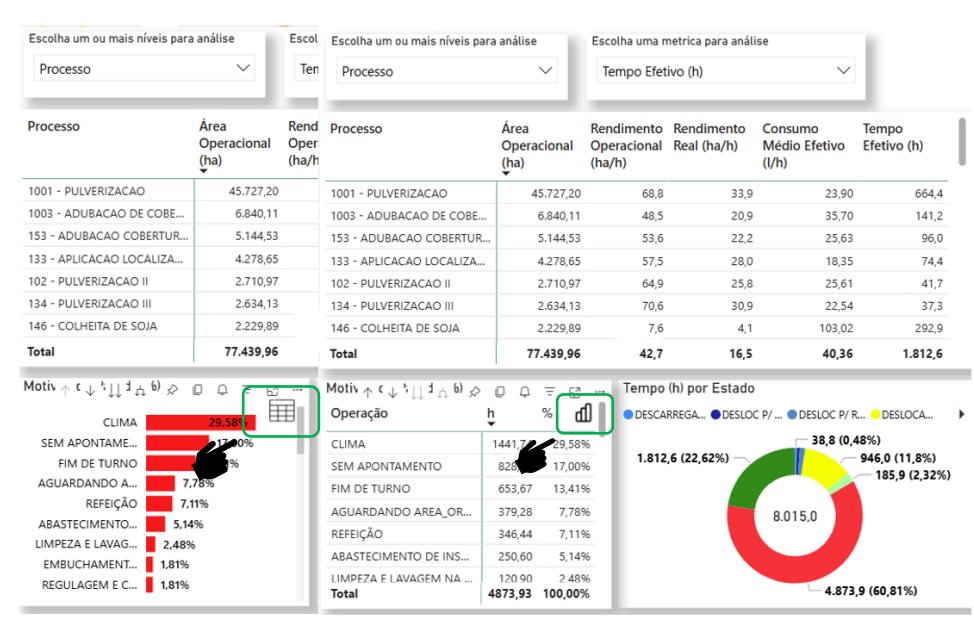 Escolha um ou mais níveis para análise
Processo
Escol
Ten
Escolha um ou mais níveis para análise
Processo
Escolha uma metrica para análise
Tempo Efetivo (h)
Processo
Área Operacional (ha)
Rend
Oper
(ha/h
1001 - PULVERIZACAO 45.727,20
1003 - ADUBACAO DE COBE... 6.840,11
153 - ADUBACAO COBERTUR... 5.144,53
133 - APLICACAO LOCALIZA... 4.278,65
102 - PULVERIZACAO II 2.710,97
134 - PULVERIZACAO III 2.634,13
146 - COLHEITA DE SOJA 2.229,89
Total 77.439,96
Processo
Área Operacional (ha)
Rendimento Operacional (ha/h)
Rendimento Real (ha/h)
Consumo Médio Efetivo (l/h)
Tempo Efetivo (h)
1001 - PULVERIZACAO 45.727,20 68,8 33,9 23,90 664,4
1003 - ADUBACAO DE COBE... 6.840,11 48,5 20,9 35,70 141,2
153 - ADUBACAO COBERTUR... 5.144,53 53,6 22,2 25,63 96,0
133 - APLICACAO LOCALIZA... 4.278,65 57,5 28,0 18,35 74,4
102 - PULVERIZACAO II 2.710,97 64,9 25,8 25,61 41,7
134 - PULVERIZACAO III 2.634,13 70,6 30,9 22,54 37,3
146 - COLHEITA DE SOJA 2.229,89 7,6 4,1 103,02 292,9
Total 77.439,96 42,7 16,5 40,36 1.812,6
Motiv
CLIMA 29,58%
SEM APONTAME...
FIM DE TURNO
AGUARDANDO A... 7,78%
REFEIÇÃO 7,11%
ABASTECIMENTO... 5,14%
LIMPEZA E LAVAG... 2,48%
EMBUCHAMENT... 1,81%
REGULAGEM E C... 1,81%
Motiv
Operação h %
CLIMA 29,58%
SEM APONTAMENTO 17,00%
FIM DE TURNO 653,67 13,41%
AGUARDANDO AREA_OR... 379,28 7,78%
REFEIÇÃO 346,44 7,11%
ABASTECIMENTO DE INS... 250,60 5,14%
LIMPEZA E LAVAGEM NA ... 120,90 2,48%
Total 4873,93 100,00%
Tempo (h) por Estado
DESCARREGA... DESLOC P/ ... DESLOC P/ R... DESLOCA...
38,8 (0,48%)
1.812,6 (22,62%)
946,0 (11,8%)
185,9 (2,32%)
8.015,0
4.873,9 (60,81%)